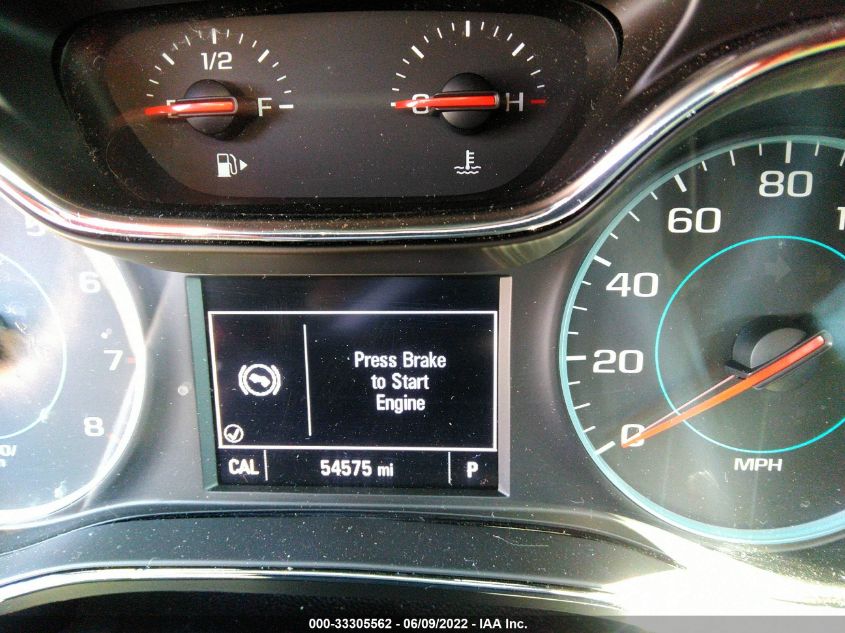 1/2
E F
C H
5
6
7
8
Press Brake
to Start
Engine
CAL 54575 mi P
80
60
40
20
0
MPH
000-33305562 - 06/09/2022 - IAA Inc.